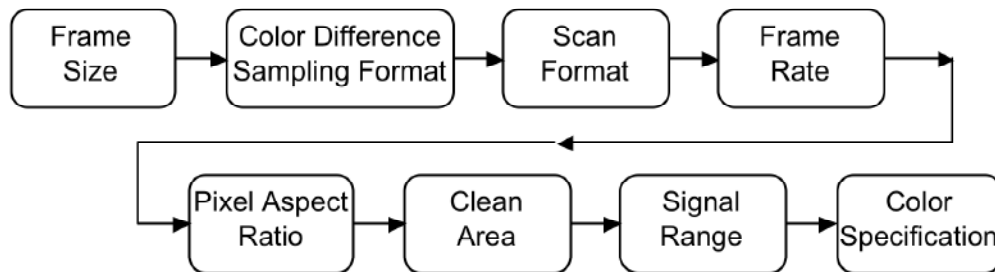 Frame
Size
Color Difference
Sampling Format
Scan
Format
Frame
Rate
Pixel Aspect
Ratio
Clean
Area
Signal
Range
Color
Specification